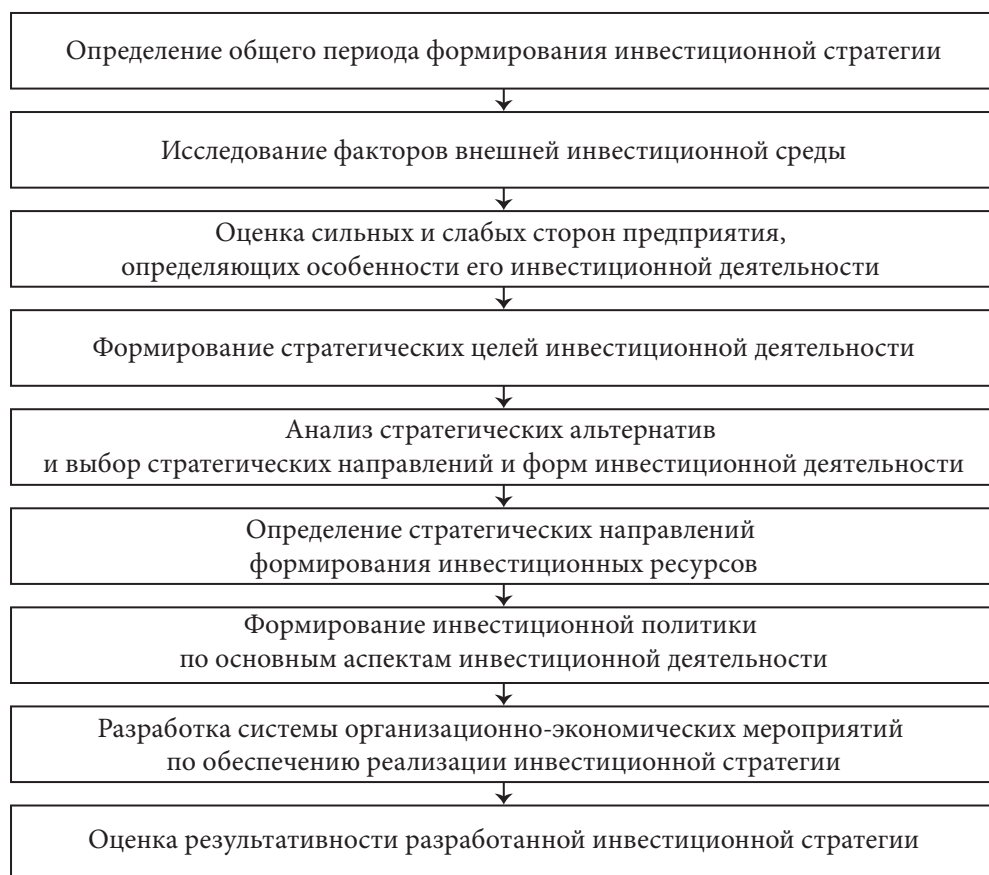 Определение общего периода формирования инвестиционной стратегии
Исследование факторов внешней инвестиционной среды
Оценка сильных и слабых сторон предприятия,
определяющих особенности его инвестиционной деятельности
Формирование стратегических целей инвестиционной деятельности
Анализ стратегических альтернатив
и выбор стратегических направлений и форм инвестиционной деятельности
Определение стратегических направлений
формирования инвестиционных ресурсов
Формирование инвестиционной политики
по основным аспектам инвестиционной деятельности
Разработка системы организационно-экономических мероприятий
по обеспечению реализации инвестиционной стратегии
Оценка результативности разработанной инвестиционной стратегии